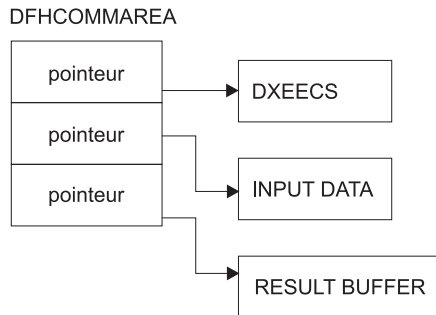 DFHCOMMAREA
pointeur
DXEECS
pointeur
INPUT DATA
pointeur
RESULT BUFFER